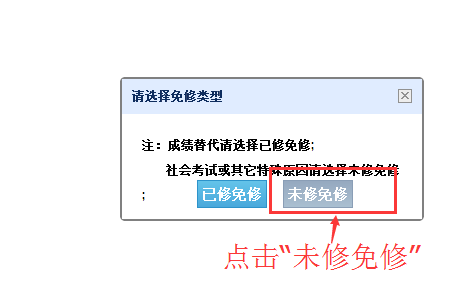 请选择免修类型
注：成绩替代请选择已修免修;
社会考试或其它特殊原因请选择未修免修
;
已修免修 未修免修
点击“未修免修”